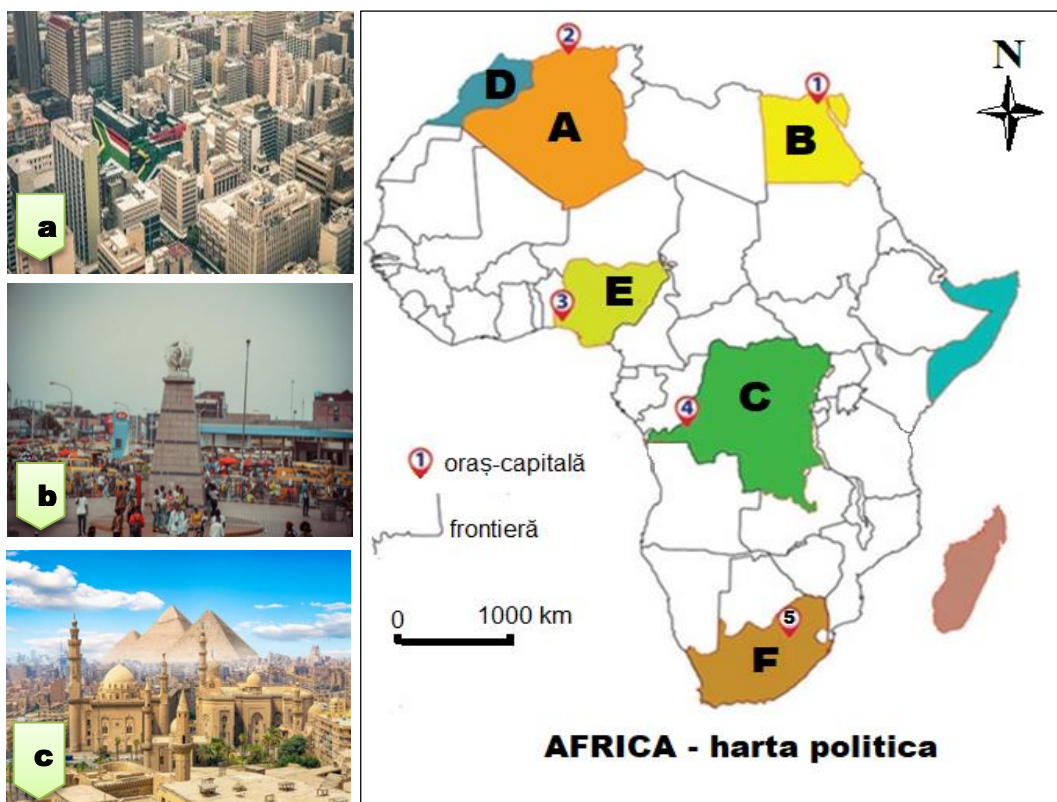 a
b
c
N
2
1
D
A
B
3
E
4
C
1 oraș-capitală
frontieră
0 1000 km
5
F
AFRICA - harta politica